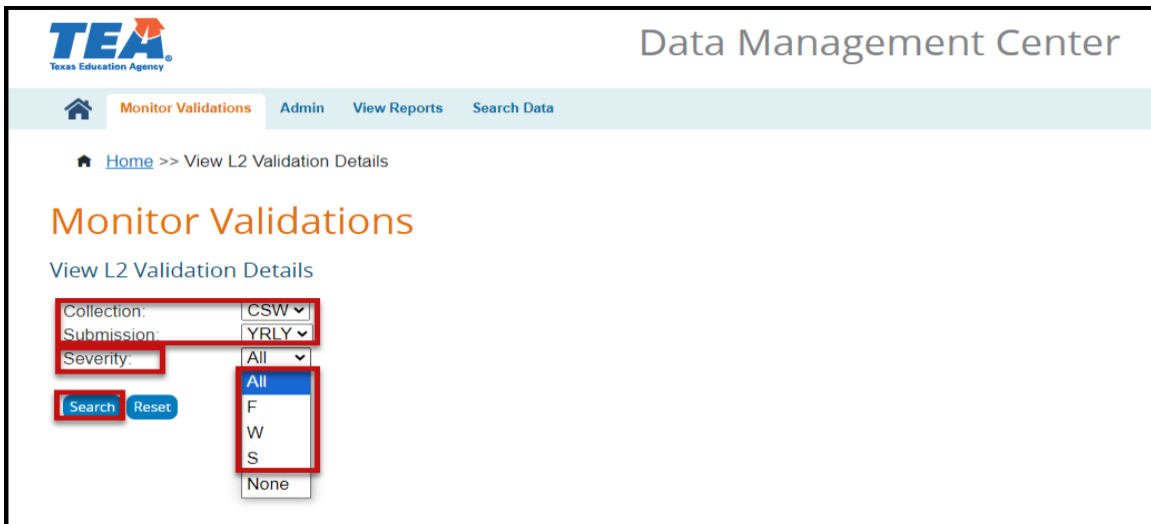 TEA®
Texas Education Agency
Data Management Center
Monitor Validations Admin View Reports Search Data
Home >> View L2 Validation Details
Monitor Validations
View L2 Validation Details
Collection: CSW
Submission: YRLY
Severity: All
All
F
W
S
None
Search Reset